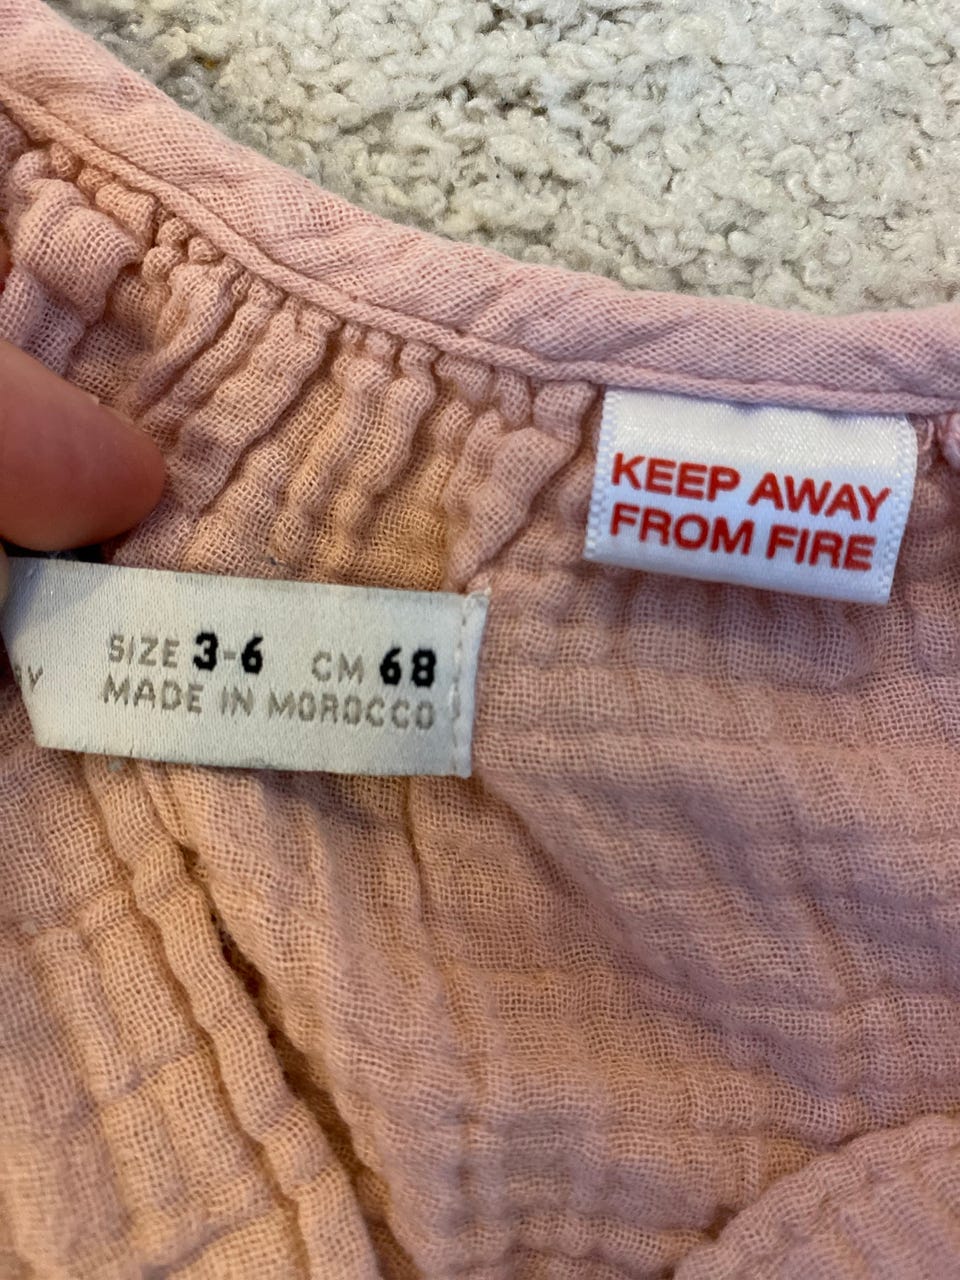 KEEP AWAY
FROM FIRE
SIZE 3-6 CM 68
MADE IN MOROCCO